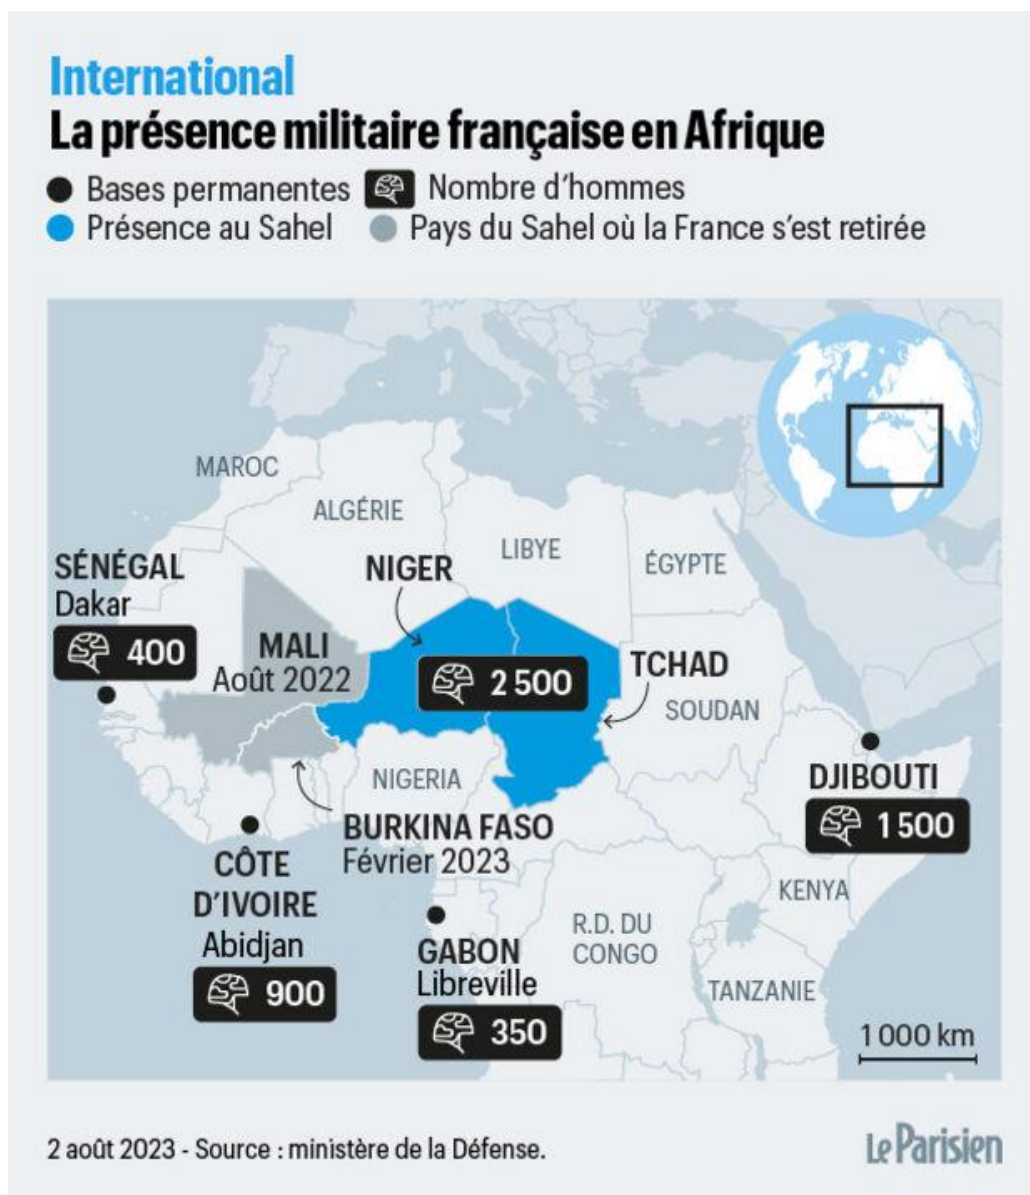 International
La présence militaire française en Afrique
Bases permanentes Nombre d'hommes
Présence au Sahel Pays du Sahel où la France s'est retirée
MAROC
ALGÉRIE
LIBYE
ÉGYPTE
SÉNÉGAL
Dakar
400
NIGER
MALI
Août 2022
2 500
TCHAD
SOUDAN
NIGERIA
DJIBOUTI
1 500
BURKINA FASO
Février 2023
CÔTE
D'IVOIRE
Abidjan
900
GABON
Libreville
350
R.D. DU
CONGO
KENYA
TANZANIE
1 000 km
2 août 2023 - Source : ministère de la Défense.
Le Parisien